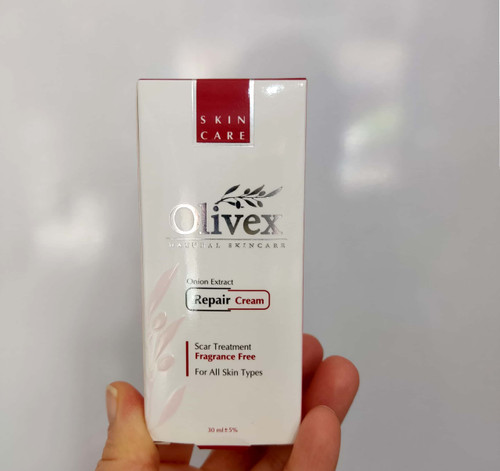 SKIN
CARE
Olivex
NATURAL SKINCARE
Onion Extract
Repair Cream
Scar Treatment
Fragrance Free
For All Skin Types
30 ml ± 5%